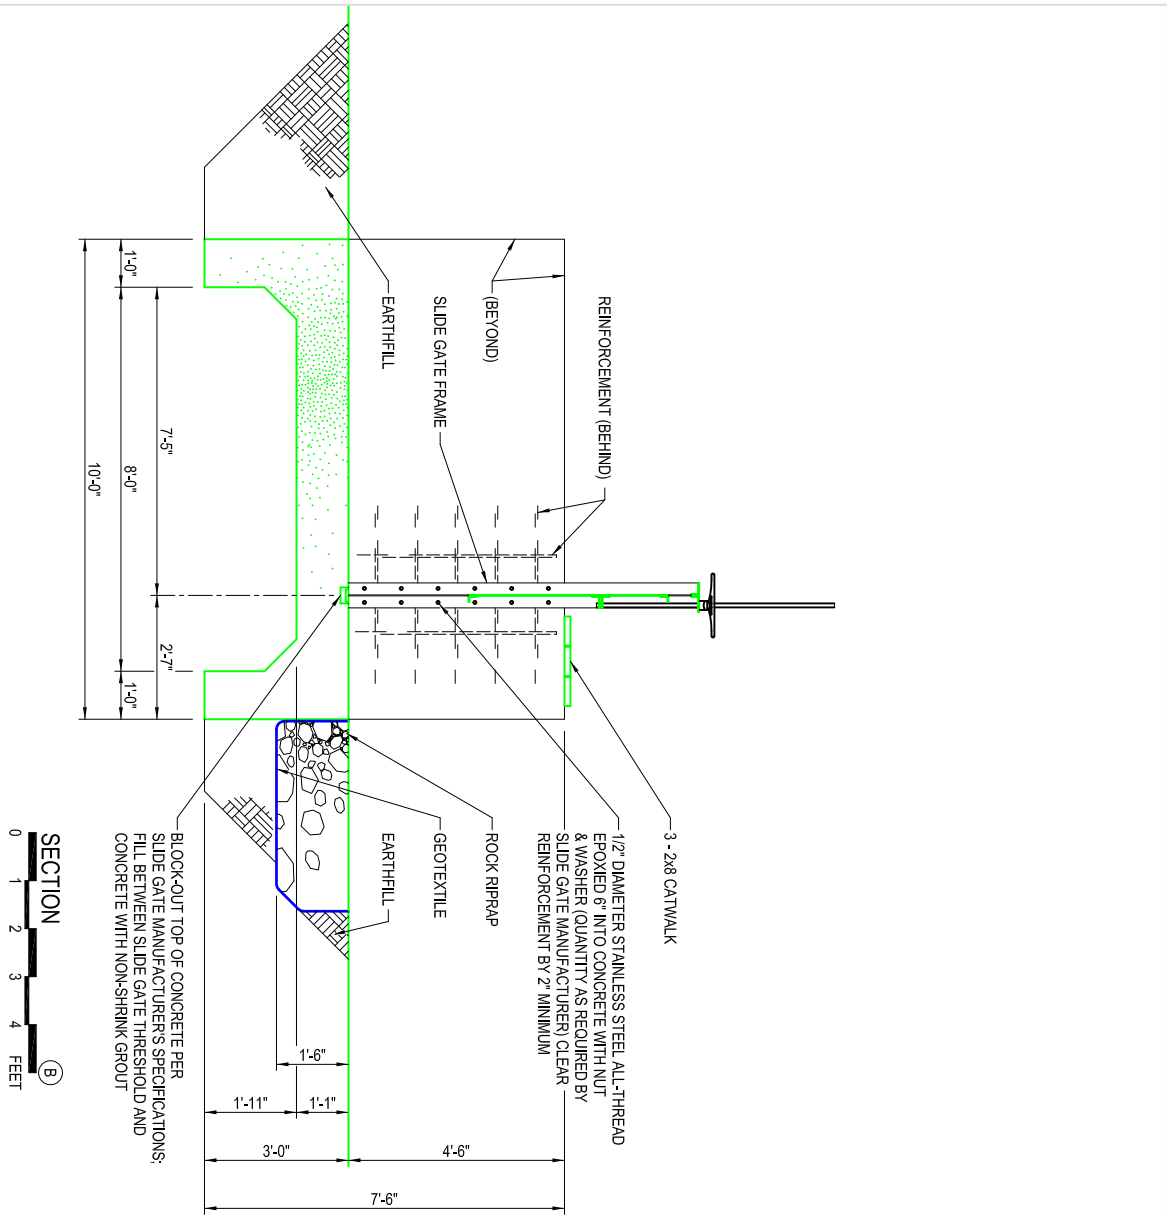 REINFORCEMENT (BEHIND)
(BEYOND)
SLIDE GATE FRAME
EARTHFILL
3 - 2x8 CATWALK
1/2" DIAMETER STAINLESS STEEL ALL-THREAD
EPOXIED 6" INTO CONCRETE WITH NUT
& WASHER (QUANTITY AS REQUIRED BY
SLIDE GATE MANUFACTURER) CLEAR
REINFORCEMENT BY 2" MINIMUM
ROCK RIPRAP
GEOTEXTILE
EARTHFILL
BLOCK-OUT TOP OF CONCRETE PER
SLIDE GATE MANUFACTURER'S SPECIFICATIONS;
FILL BETWEEN SLIDE GATE THRESHOLD AND
CONCRETE WITH NON-SHRINK GROUT
7'-5"
2'-7"
1'-0"
8'-0"
1'-0"
10'-0"
1'-6"
1'-11"
1'-1"
3'-0"
4'-6"
7'-6"
SECTION
B
0 1 2 3 4 FEET